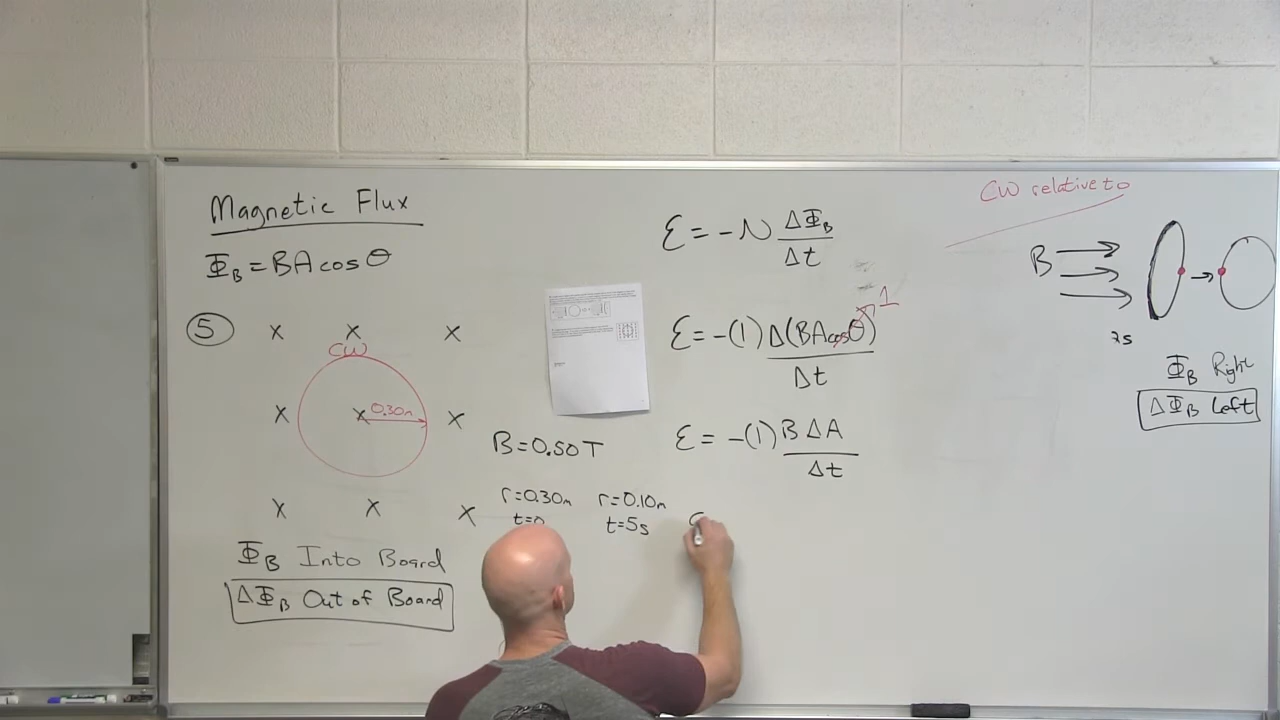 Magnetic Flux
Φ_B = BA cos θ
5
x x x
CW
x x 0.30m x
x x x
Φ_B Into Board
ΔΦ_B Out of Board
B=0.50T
r=0.30m r=0.10m
t=0 t=5s
ε = -N ΔΦ_B / Δt
ε = -(1) Δ(BA cos θ) / Δt
1
ε = -(1) B ΔA / Δt
CW relative to
B
Φ_B Right
ΔΦ_B Left